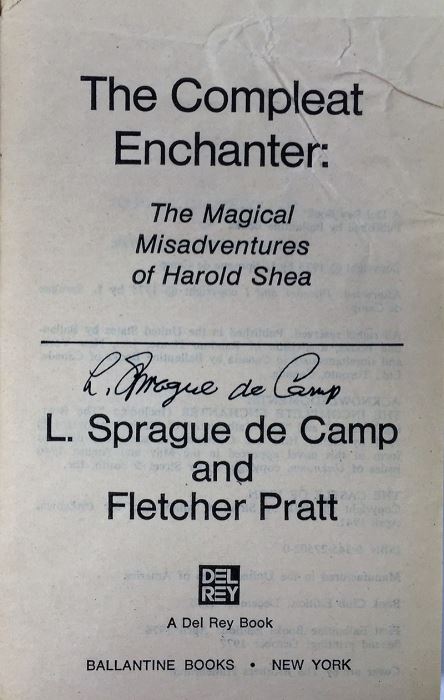 The Compleat
Enchanter:
The Magical
Misadventures
of Harold Shea
L. Sprague de Camp
L. Sprague de Camp
and
Fletcher Pratt
DEL
REY
A Del Rey Book
BALLANTINE BOOKS • NEW YORK